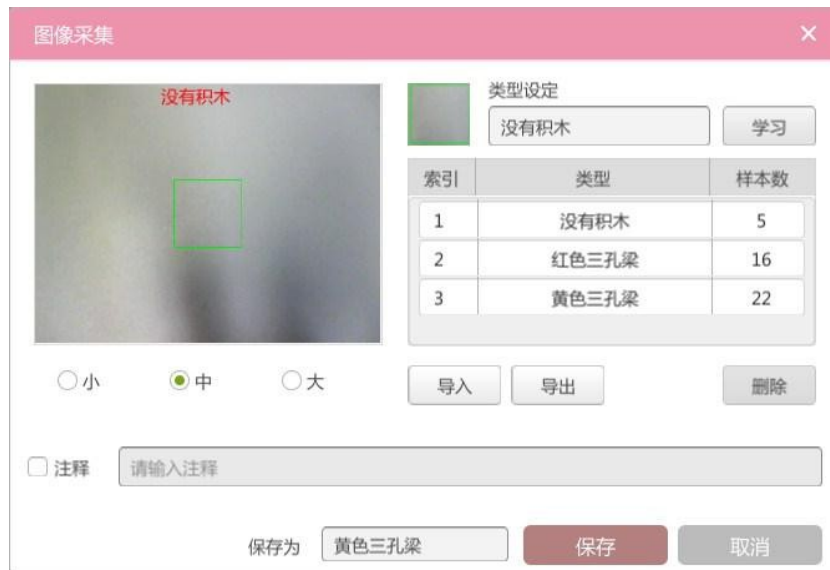 图像采集 ×
没有积木
类型设定
没有积木 学习
索引 类型 样本数
1 没有积木 5
2 红色三孔梁 16
3 黄色三孔梁 22
小 中 大
导入 导出 删除
注释 请输入注释
保存为 黄色三孔梁 保存 取消